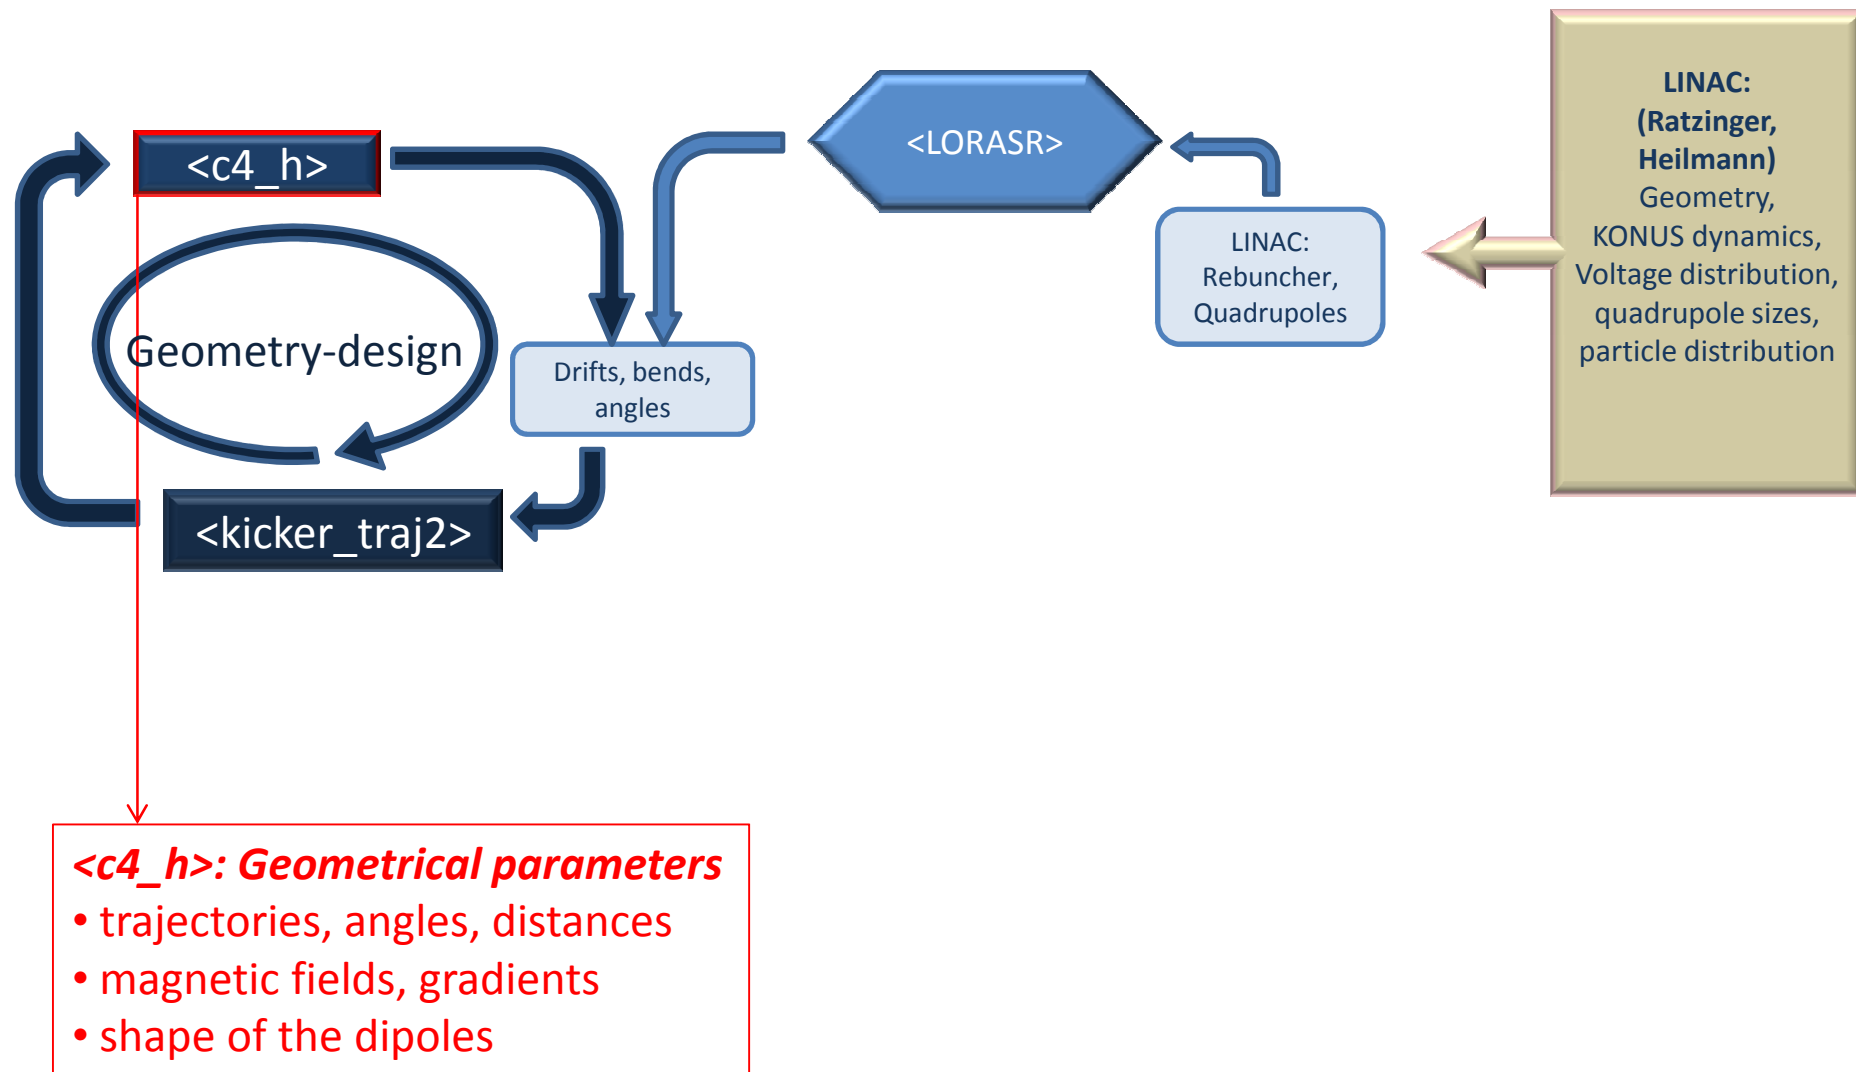 <c4_h>
Geometry-design
<kicker_traj2>
Drifts, bends,
angles
<LORASR>
LINAC:
Rebuncher,
Quadrupoles
LINAC:
(Ratzinger,
Heilmann)
Geometry,
KONUS dynamics,
Voltage distribution,
quadrupole sizes,
particle distribution
<c4_h>: Geometrical parameters
• trajectories, angles, distances
• magnetic fields, gradients
• shape of the dipoles